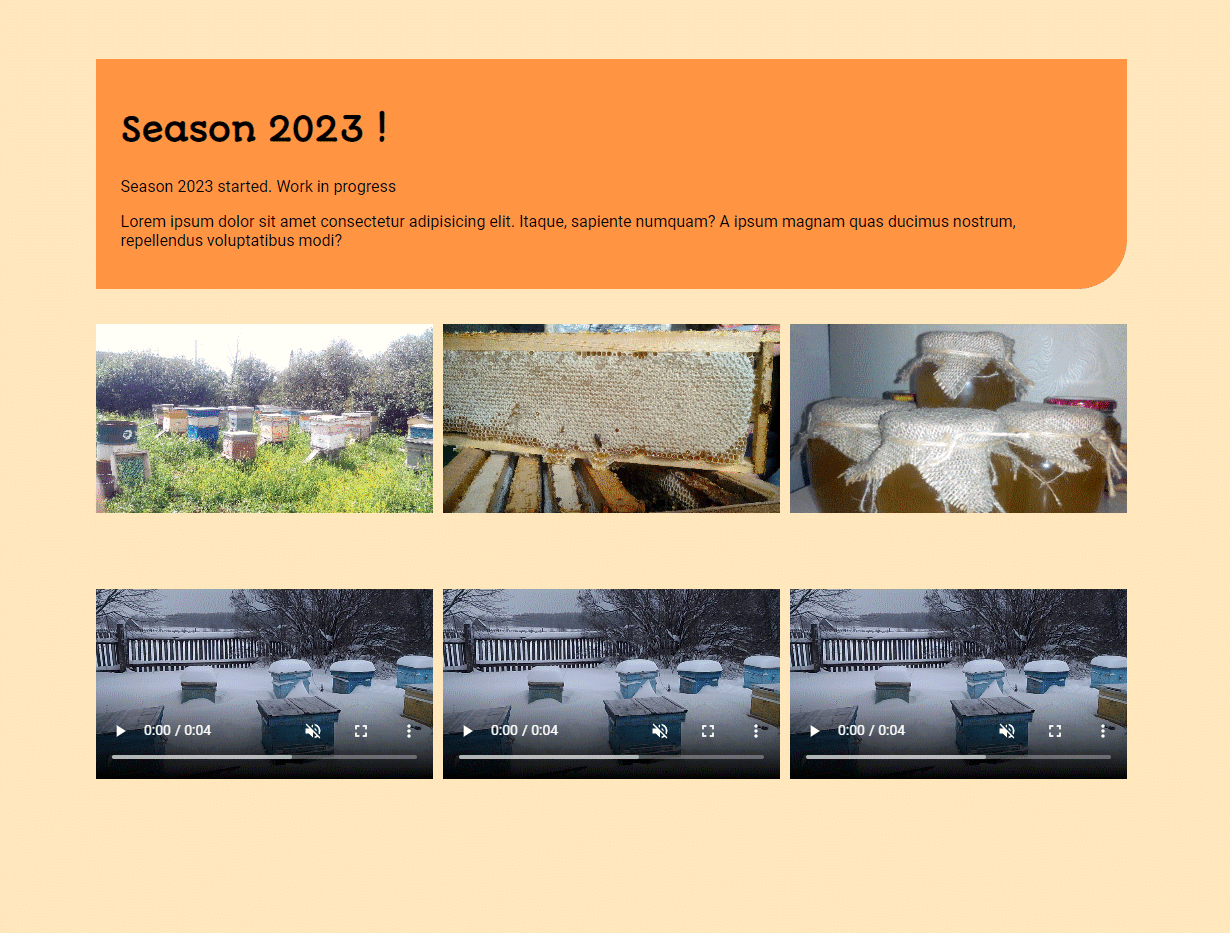 Season 2023 !
Season 2023 started. Work in progress
Lorem ipsum dolor sit amet consectetur adipisicing elit. Itaque, sapiente numquam? A ipsum magnam quas ducimus nostrum,
repellendus voluptatibus modi?
0:00 / 0:04
0:00 / 0:04
0:00 / 0:04